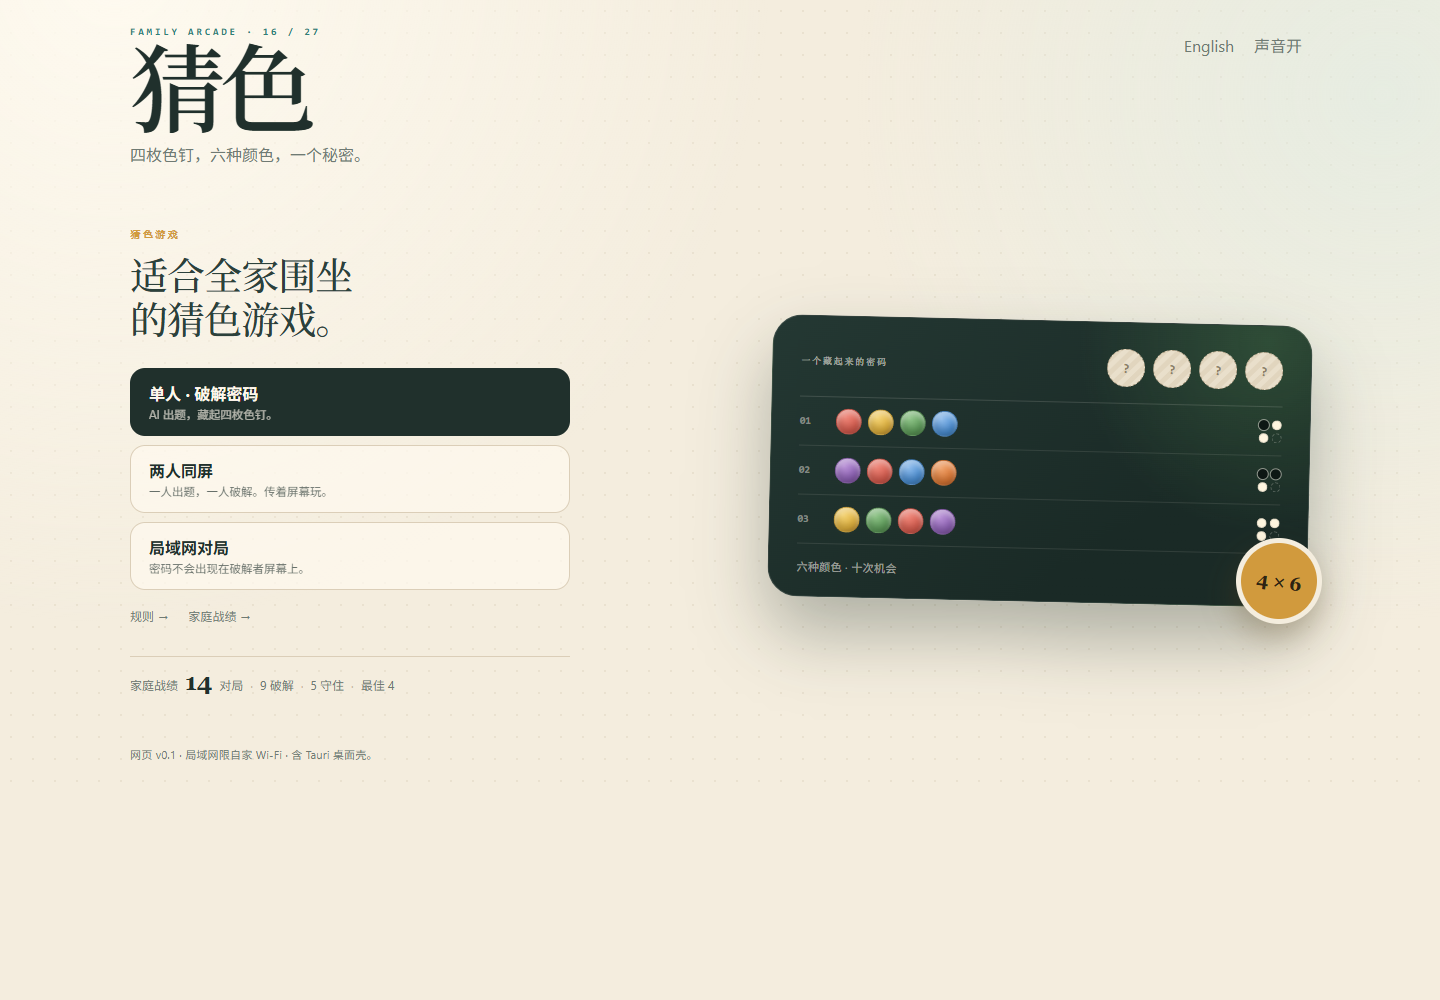 FAMILY ARCADE · 16 / 27
猜色
四枚色钉，六种颜色，一个秘密。
English 声音开
猜色游戏
适合全家围坐
的猜色游戏。
单人 · 破解密码
AI 出题，藏起四枚色钉。
两人同屏
一人出题，一人破解。传着屏幕玩。
局域网对局
密码不会出现在破解者屏幕上。
规则 → 家庭战绩 →
家庭战绩 14 对局 · 9 破解 · 5 守住 · 最佳 4
网页 v0.1 · 局域网限自家 Wi-Fi · 含 Tauri 桌面壳。
一个藏起来的密码 ? ? ? ?
01
02
03
六种颜色 · 十次机会
4 × 6